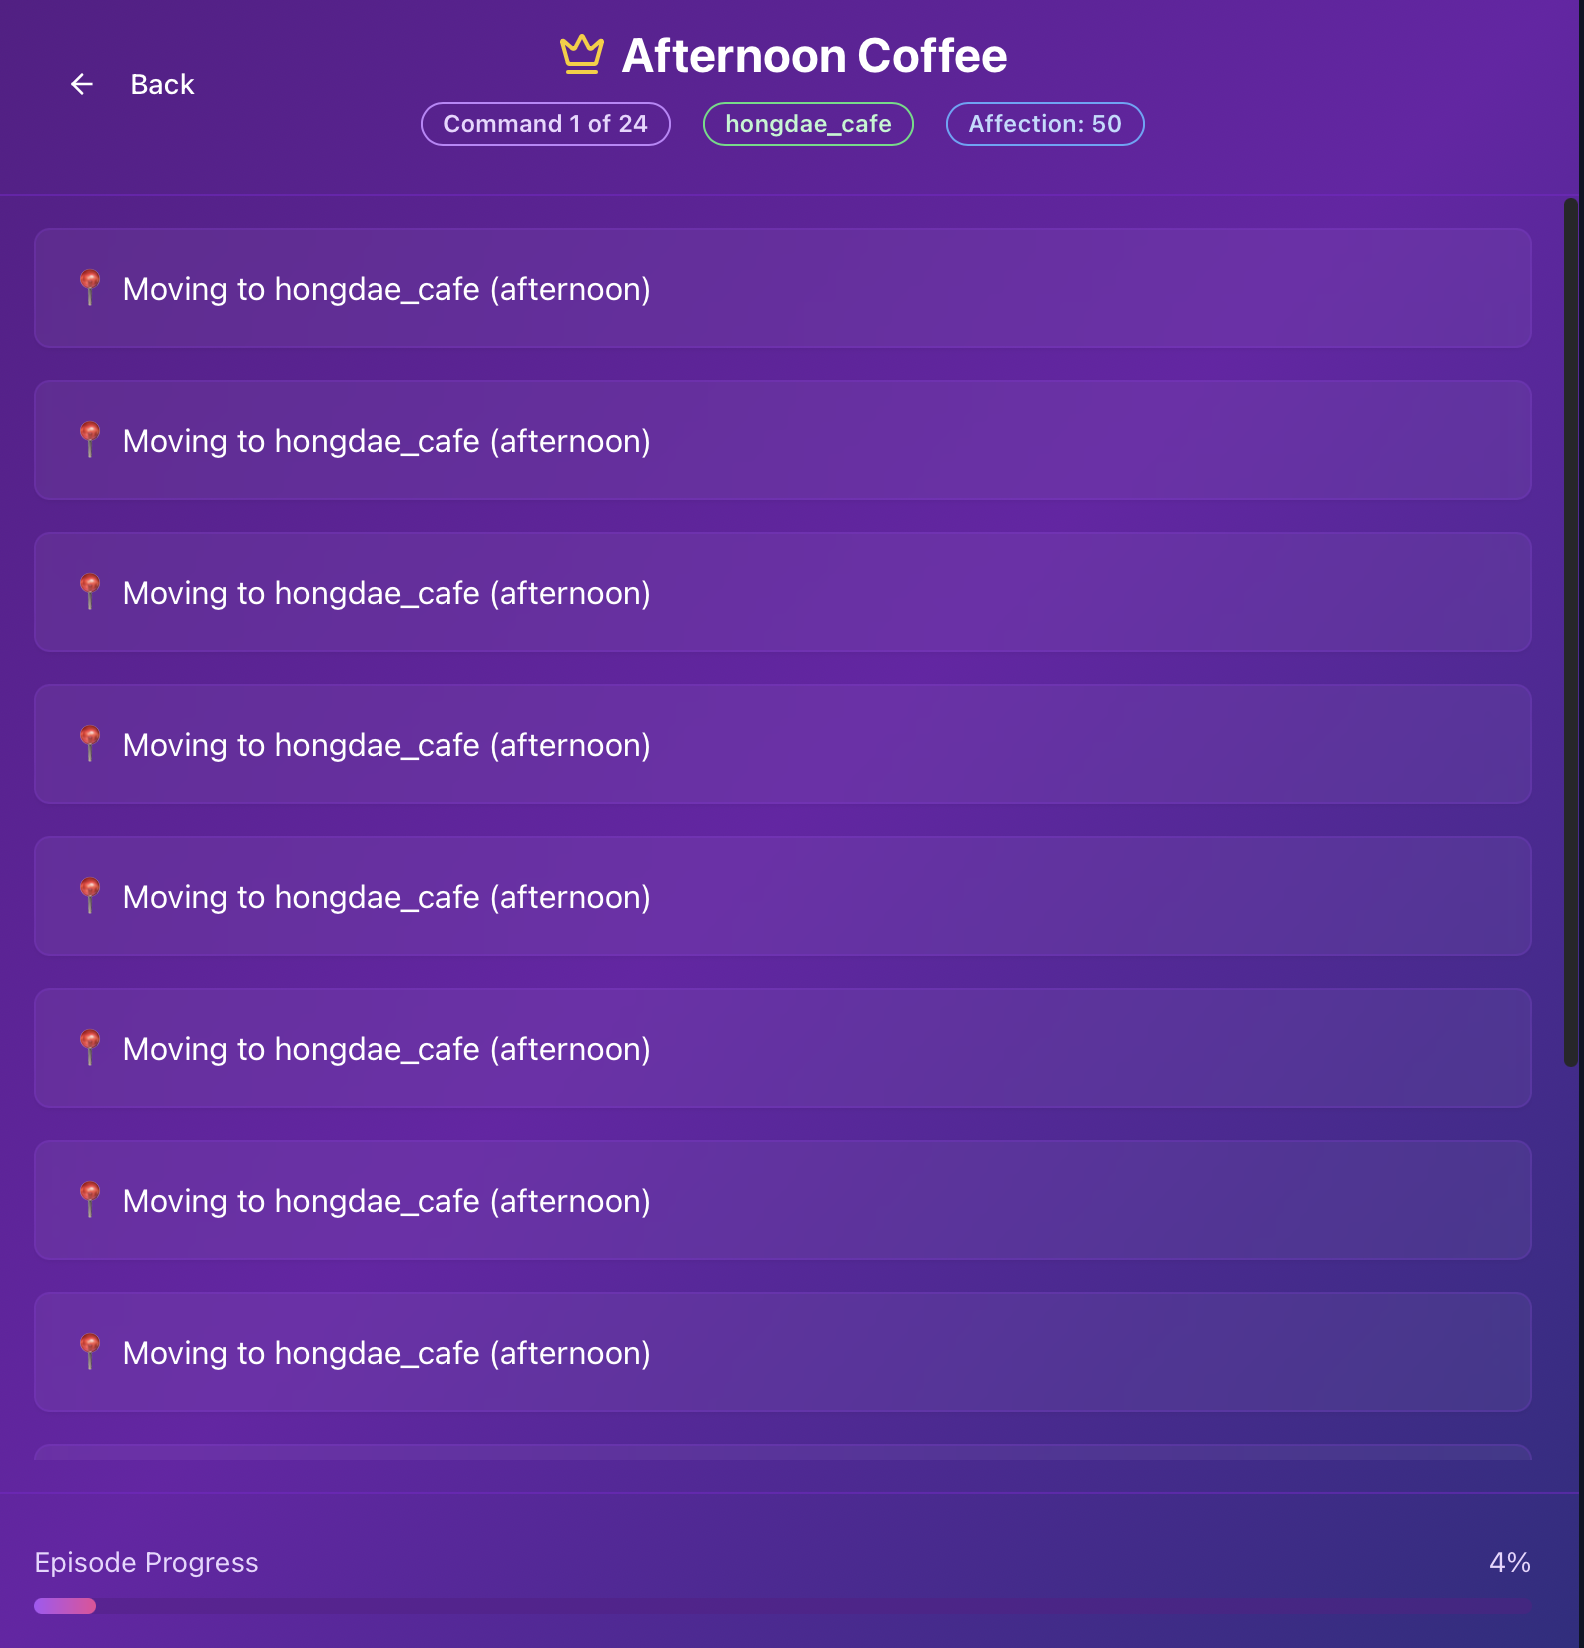 Back
Afternoon Coffee
Command 1 of 24
hongdae_cafe
Affection: 50
Moving to hongdae_cafe (afternoon)
Moving to hongdae_cafe (afternoon)
Moving to hongdae_cafe (afternoon)
Moving to hongdae_cafe (afternoon)
Moving to hongdae_cafe (afternoon)
Moving to hongdae_cafe (afternoon)
Moving to hongdae_cafe (afternoon)
Moving to hongdae_cafe (afternoon)
Episode Progress
4%